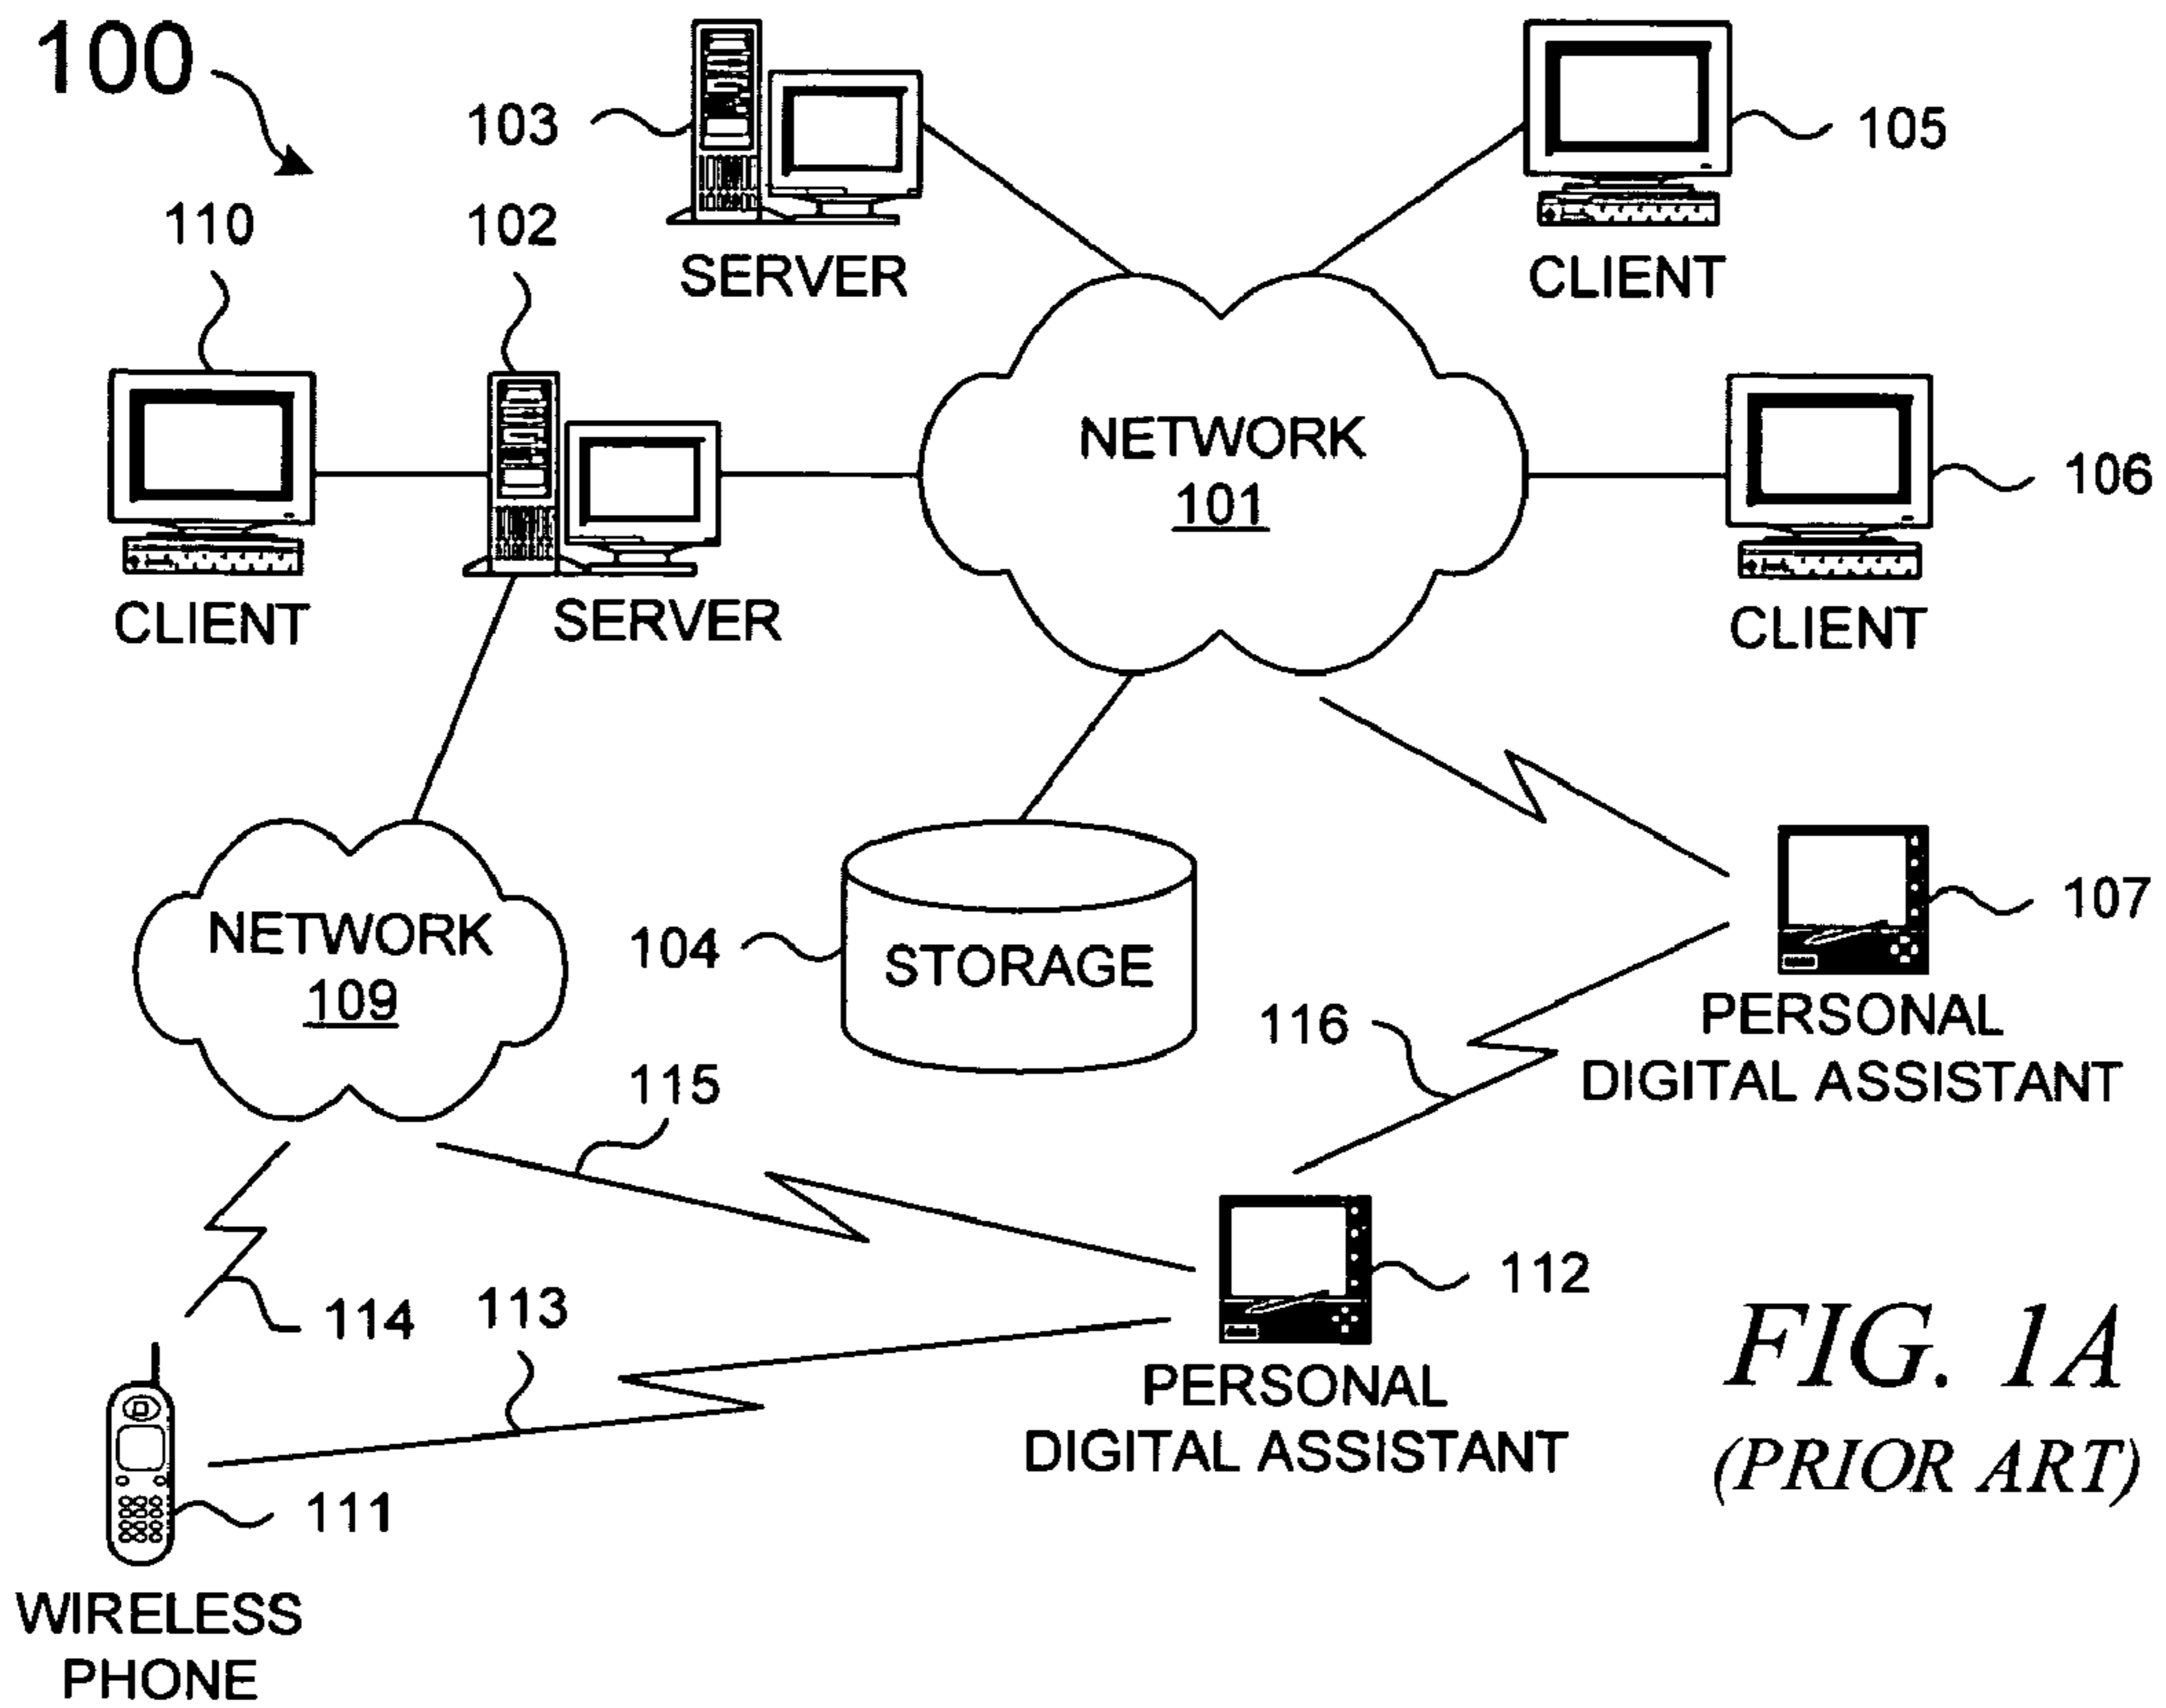 100
103
105
110
102
SERVER
CLIENT
NETWORK
101
106
CLIENT
SERVER
CLIENT
NETWORK
109
104
STORAGE
107
116
PERSONAL
DIGITAL ASSISTANT
115
112
114
113
PERSONAL
DIGITAL ASSISTANT
111
WIRELESS
PHONE
FIG. 1A
(PRIOR ART)